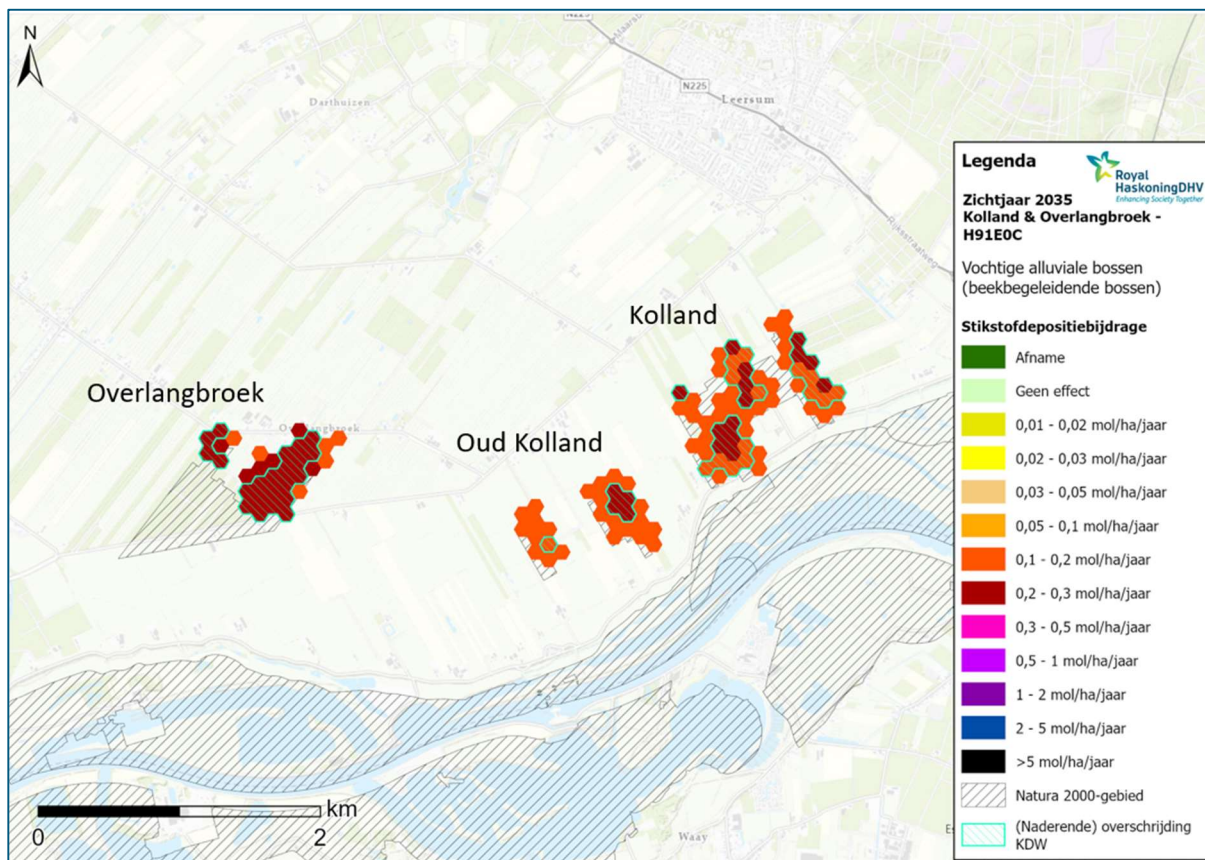 N
N225
Maarsb
Darthuizen
N225
Leersum
Rijksstraatweg
Kolland
Overlangbroek
Overlangbroek
Oud Kolland
Waay
km
0
2
Legenda
Royal
HaskoningDHV
Enhancing Society Together
Zichtjaar 2035
Kolland & Overlangbroek -
H91E0C
Vochtige alluviale bossen
(beekbegeleidende bossen)
Stikstofdepositiebijdrage
Afname
Geen effect
0,01 - 0,02 mol/ha/jaar
0,02 - 0,03 mol/ha/jaar
0,03 - 0,05 mol/ha/jaar
0,05 - 0,1 mol/ha/jaar
0,1 - 0,2 mol/ha/jaar
0,2 - 0,3 mol/ha/jaar
0,3 - 0,5 mol/ha/jaar
0,5 - 1 mol/ha/jaar
1 - 2 mol/ha/jaar
2 - 5 mol/ha/jaar
>5 mol/ha/jaar
Natura 2000-gebied
(Naderende) overschrijding
KDW